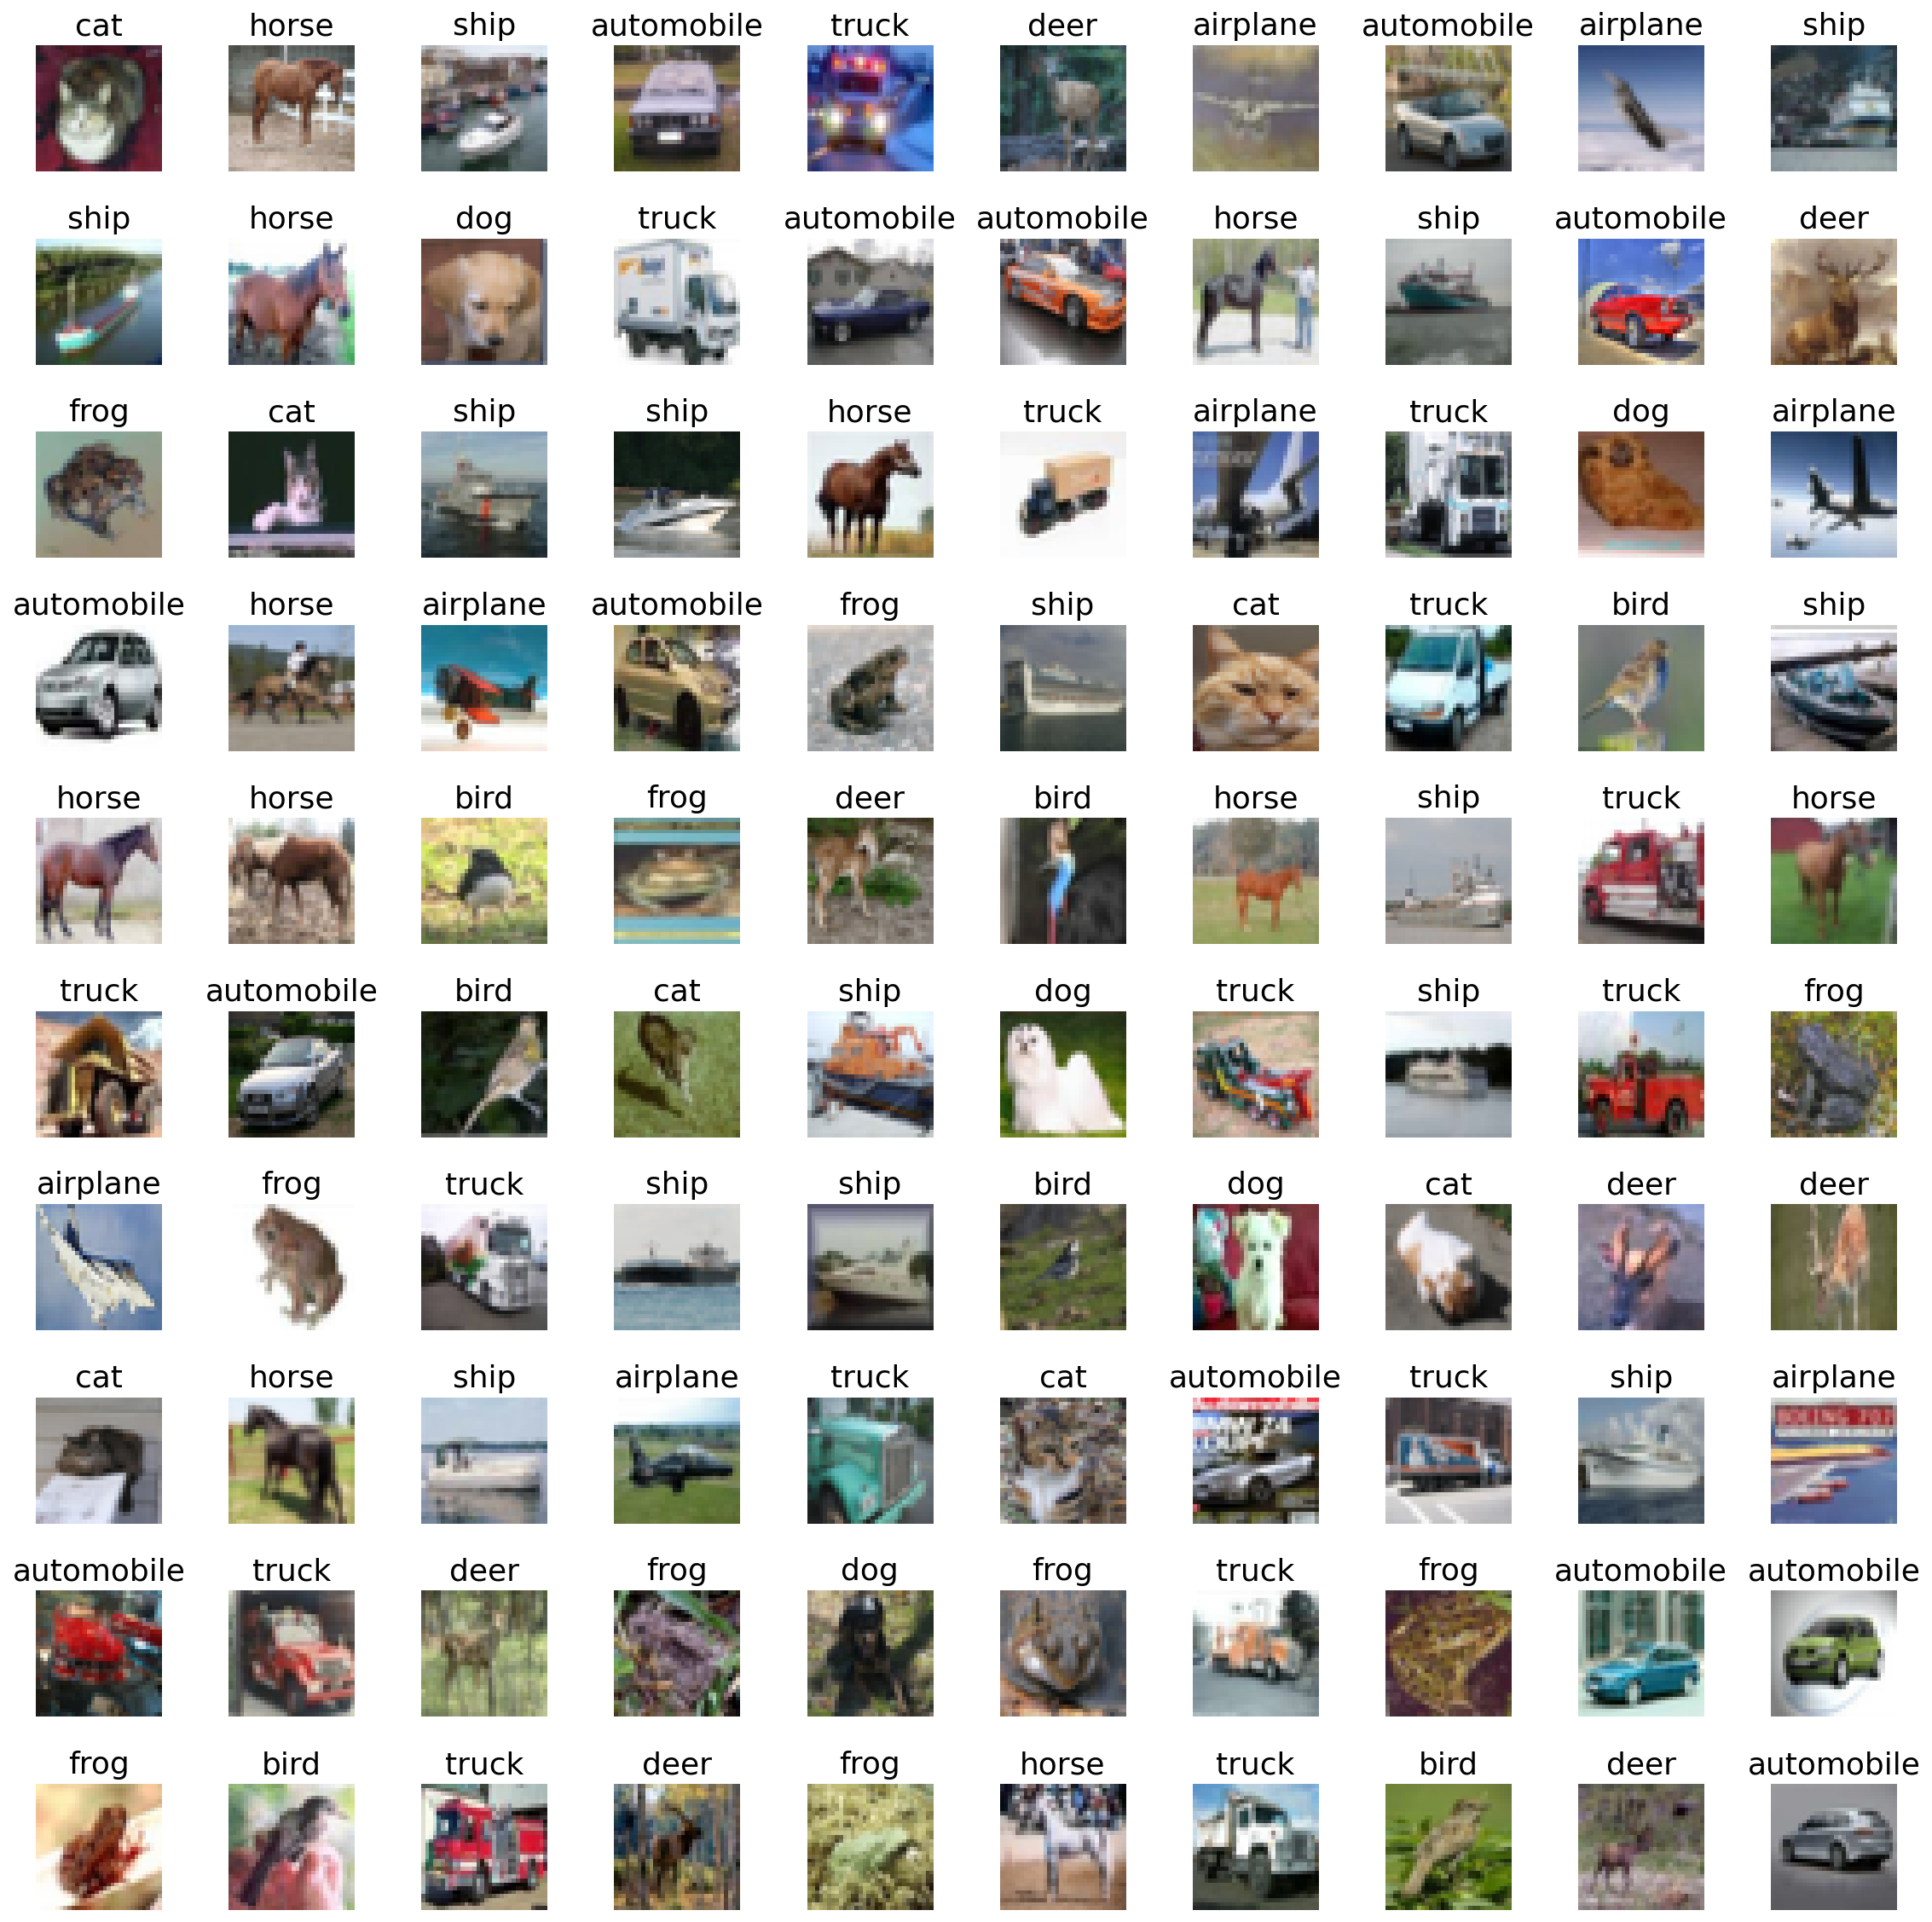 cat horse ship automobile truck deer airplane automobile airplane ship
ship horse dog truck automobile automobile horse ship automobile deer
frog cat ship ship horse truck airplane truck dog airplane
automobile horse airplane automobile frog ship cat truck bird ship
horse horse bird frog deer bird horse ship truck horse
truck automobile bird cat ship dog truck ship truck frog
airplane frog truck ship ship bird dog cat deer deer
cat horse ship airplane truck cat automobile truck ship airplane
BOEING 707
automobile truck deer frog dog frog truck frog automobile automobile
frog bird truck deer frog horse truck bird deer automobile